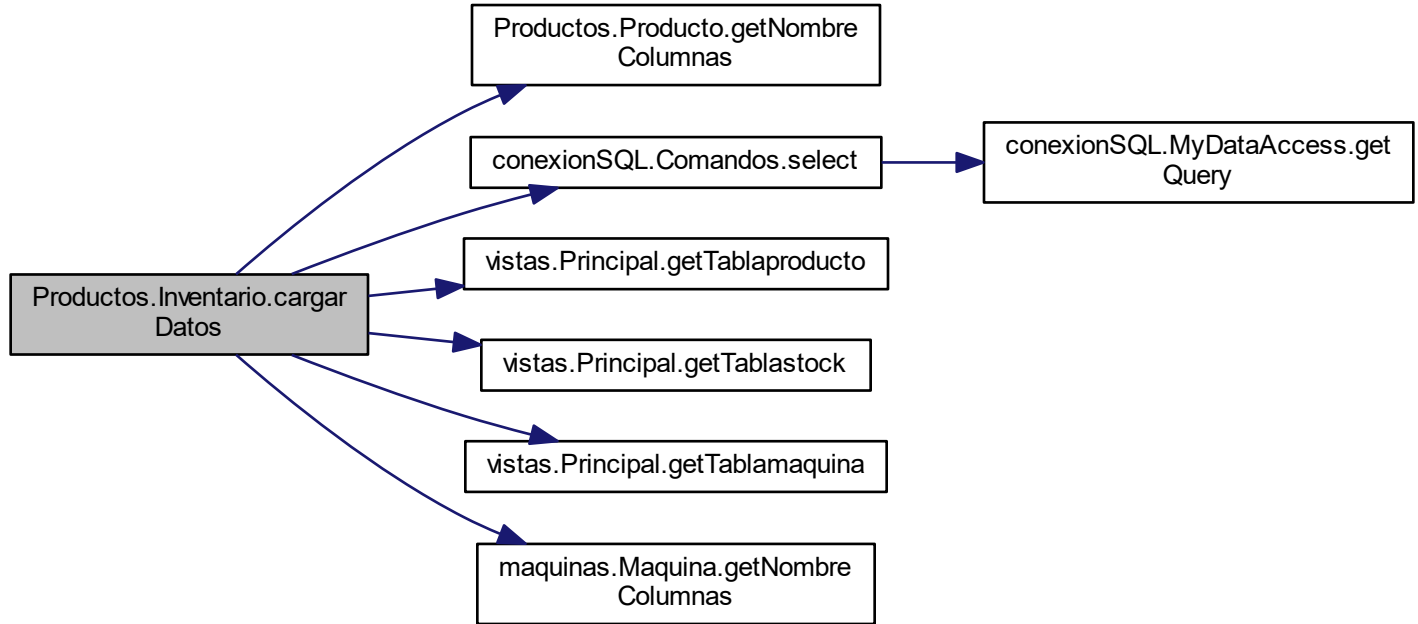 Productos.Producto.getNombre
Columnas
conexionSQL.Comandos.select
conexionSQL.MyDataAccess.get
Query
vistas.Principal.getTablaproducto
Productos.Inventario.cargar
Datos
vistas.Principal.getTablastock
vistas.Principal.getTablamaquina
maquinas.Maquina.getNombre
Columnas